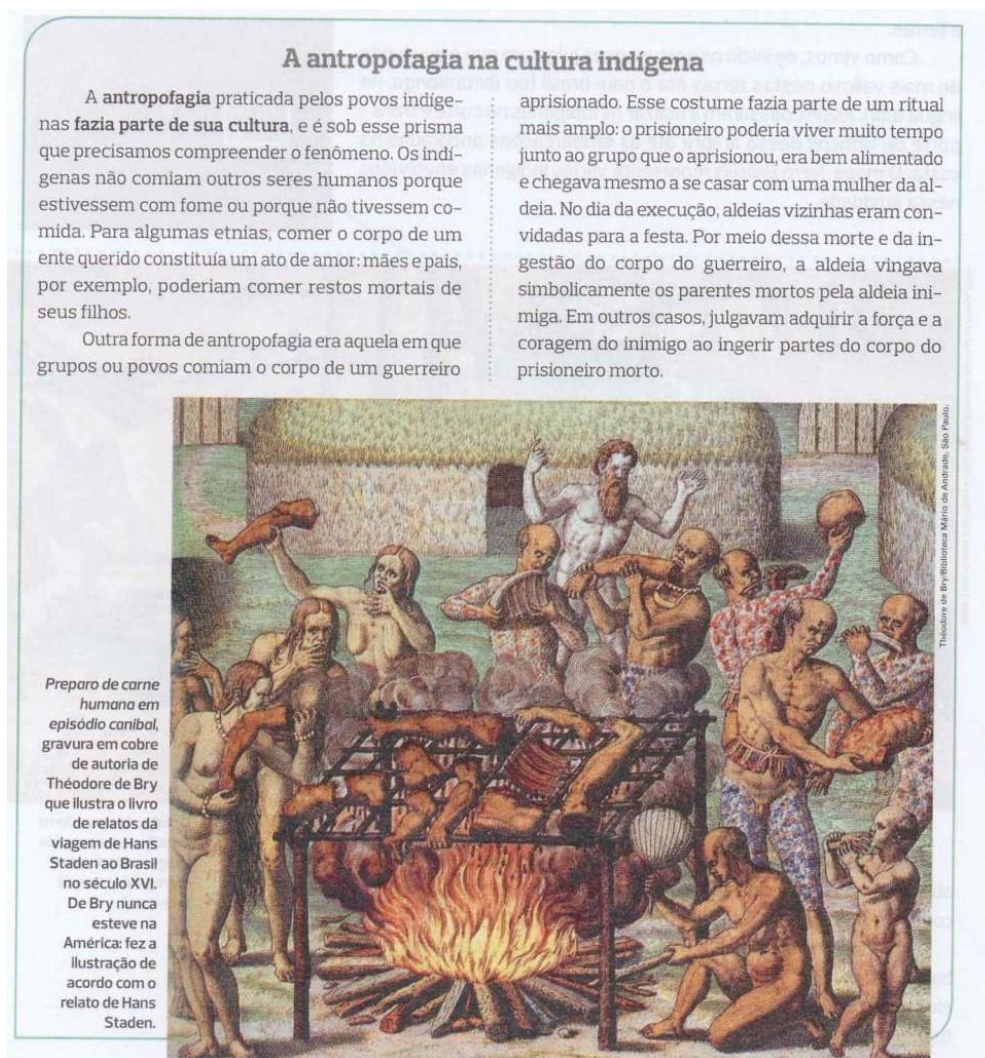 A antropofagia na cultura indígena
A antropofagia praticada pelos povos indíge-
nas fazia parte de sua cultura, e é sob esse prisma
que precisamos compreender o fenômeno. Os indí-
genas não comiam outros seres humanos porque
estivessem com fome ou porque não tivessem co-
mida. Para algumas etnias, comer o corpo de um
ente querido constituía um ato de amor: mães e pais,
por exemplo, poderiam comer restos mortais de
seus filhos.
Outra forma de antropofagia era aquela em que
grupos ou povos comiam o corpo de um guerreiro
aprisionado. Esse costume fazia parte de um ritual
mais amplo: o prisioneiro poderia viver muito tempo
junto ao grupo que o aprisionou, era bem alimentado
e chegava mesmo a se casar com uma mulher da al-
deia. No dia da execução, aldeias vizinhas eram con-
vidadas para a festa. Por meio dessa morte e da in-
gestão do corpo do guerreiro, a aldeia vingava
simbolicamente os parentes mortos pela aldeia ini-
miga. Em outros casos, julgavam adquirir a força e a
coragem do inimigo ao ingerir partes do corpo do
prisioneiro morto.
Théodore de Bry/Biblioteca Mário de Andrade, São Paulo.
Preparo de carne
humana em
episódio canibal,
gravura em cobre
de autoria de
Théodore de Bry
que ilustra o livro
de relatos da
viagem de Hans
Staden ao Brasil
no século XVI.
De Bry nunca
esteve na
América: fez a
ilustração de
acordo com o
relato de Hans
Staden.